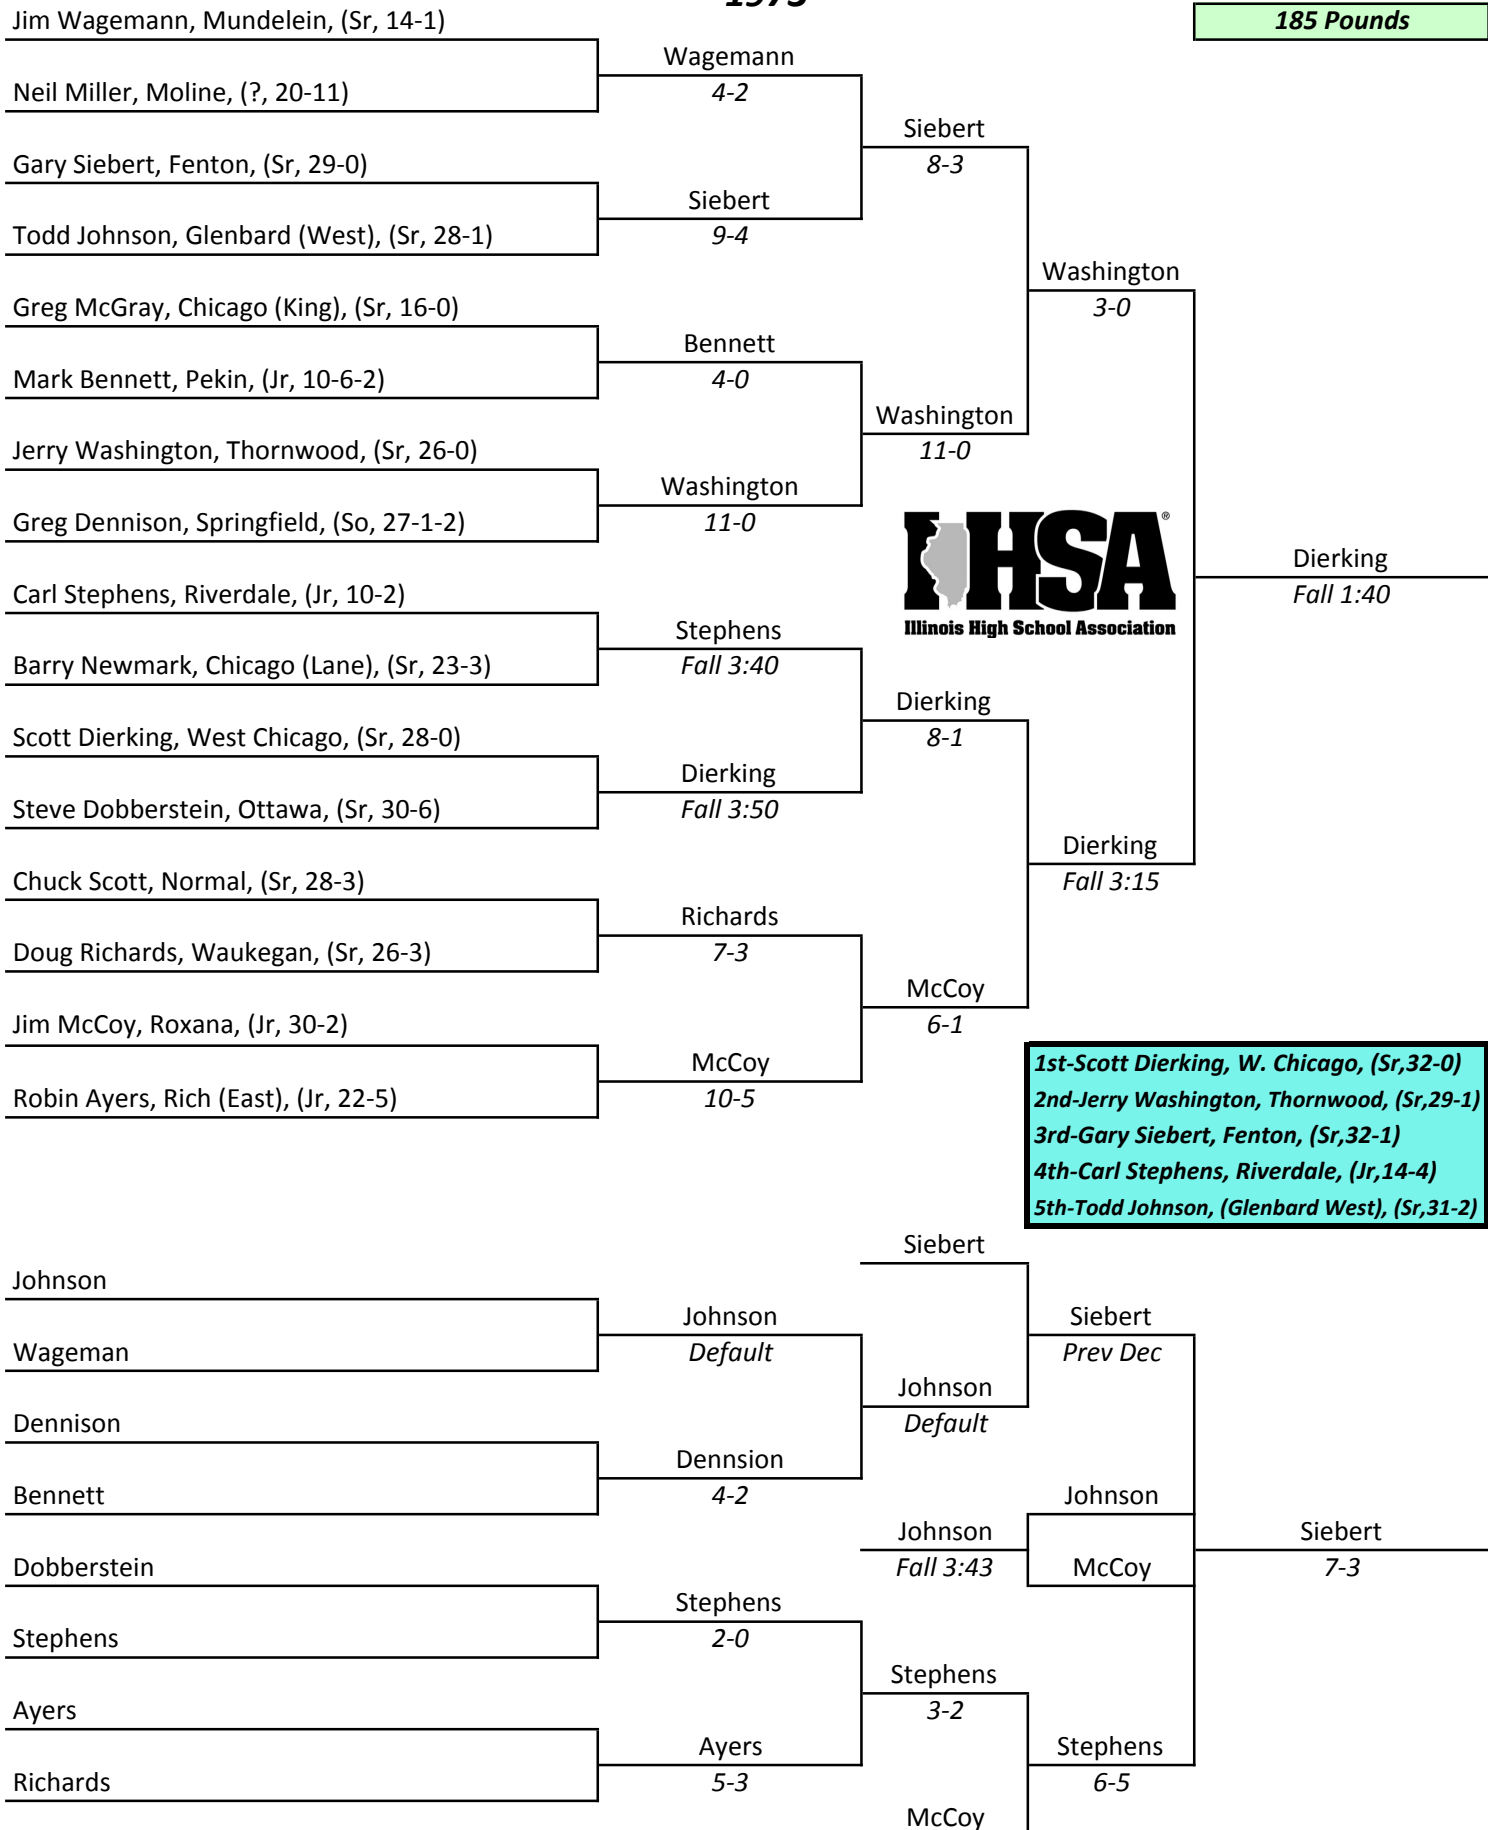 1973
185 Pounds
Jim Wagemann, Mundelein, (Sr, 14-1)
Wagemann
4-2
Neil Miller, Moline, (?, 20-11)
Siebert
8-3
Gary Siebert, Fenton, (Sr, 29-0)
Siebert
9-4
Todd Johnson, Glenbard (West), (Sr, 28-1)
Washington
3-0
Greg McGray, Chicago (King), (Sr, 16-0)
Bennett
4-0
Mark Bennett, Pekin, (Jr, 10-6-2)
Washington
11-0
Jerry Washington, Thornwood, (Sr, 26-0)
Washington
11-0
Greg Dennison, Springfield, (So, 27-1-2)
IHSA®
Illinois High School Association
Dierking
Fall 1:40
Carl Stephens, Riverdale, (Jr, 10-2)
Stephens
Fall 3:40
Barry Newmark, Chicago (Lane), (Sr, 23-3)
Dierking
8-1
Scott Dierking, West Chicago, (Sr, 28-0)
Dierking
Fall 3:50
Steve Dobberstein, Ottawa, (Sr, 30-6)
Dierking
Fall 3:15
Chuck Scott, Normal, (Sr, 28-3)
Richards
7-3
Doug Richards, Waukegan, (Sr, 26-3)
McCoy
6-1
Jim McCoy, Roxana, (Jr, 30-2)
McCoy
10-5
Robin Ayers, Rich (East), (Jr, 22-5)
1st-Scott Dierking, W. Chicago, (Sr,32-0)
2nd-Jerry Washington, Thornwood, (Sr,29-1)
3rd-Gary Siebert, Fenton, (Sr,32-1)
4th-Carl Stephens, Riverdale, (Jr,14-4)
5th-Todd Johnson, (Glenbard West), (Sr,31-2)
Siebert
Johnson
Johnson
Default
Siebert
Prev Dec
Wageman
Johnson
Default
Dennison
Dennsion
4-2
Bennett
Johnson
Johnson
Fall 3:43
McCoy
Siebert
7-3
Dobberstein
Stephens
2-0
Stephens
Stephens
3-2
Ayers
Ayers
5-3
Stephens
6-5
Richards
McCoy